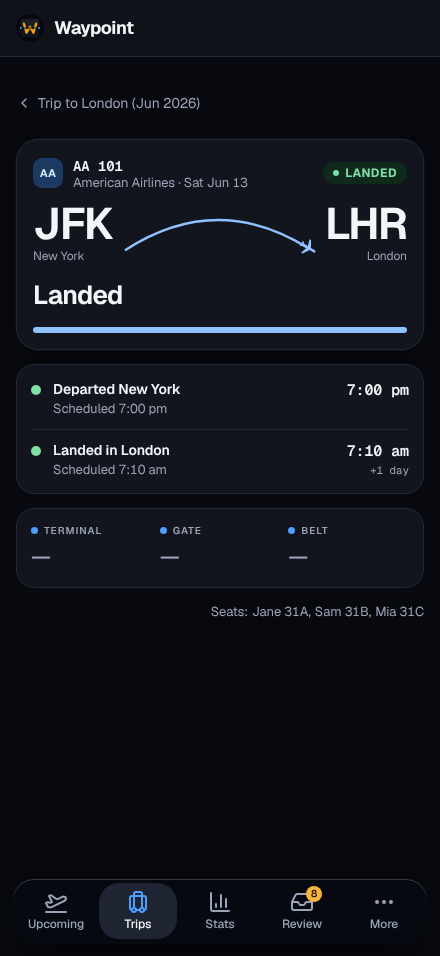 Waypoint
Trip to London (Jun 2026)
AA
AA 101
American Airlines · Sat Jun 13
LANDED
JFK
LHR
New York
London
Landed
Departed New York
7:00 pm
Scheduled 7:00 pm
Landed in London
7:10 am
Scheduled 7:10 am
+1 day
TERMINAL
GATE
BELT
—
—
—
Seats: Jane 31A, Sam 31B, Mia 31C
8
Upcoming
Trips
Stats
Review
More